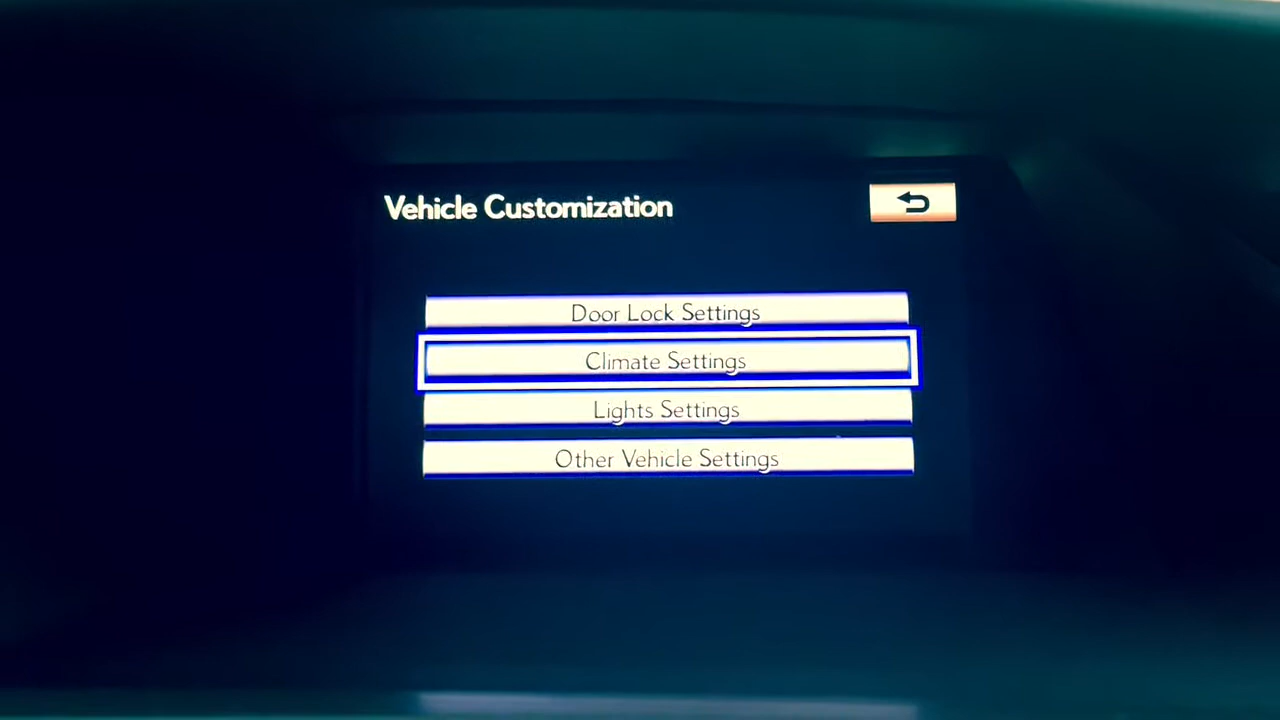 Vehicle Customization
Door Lock Settings
Climate Settings
Lights Settings
Other Vehicle Settings